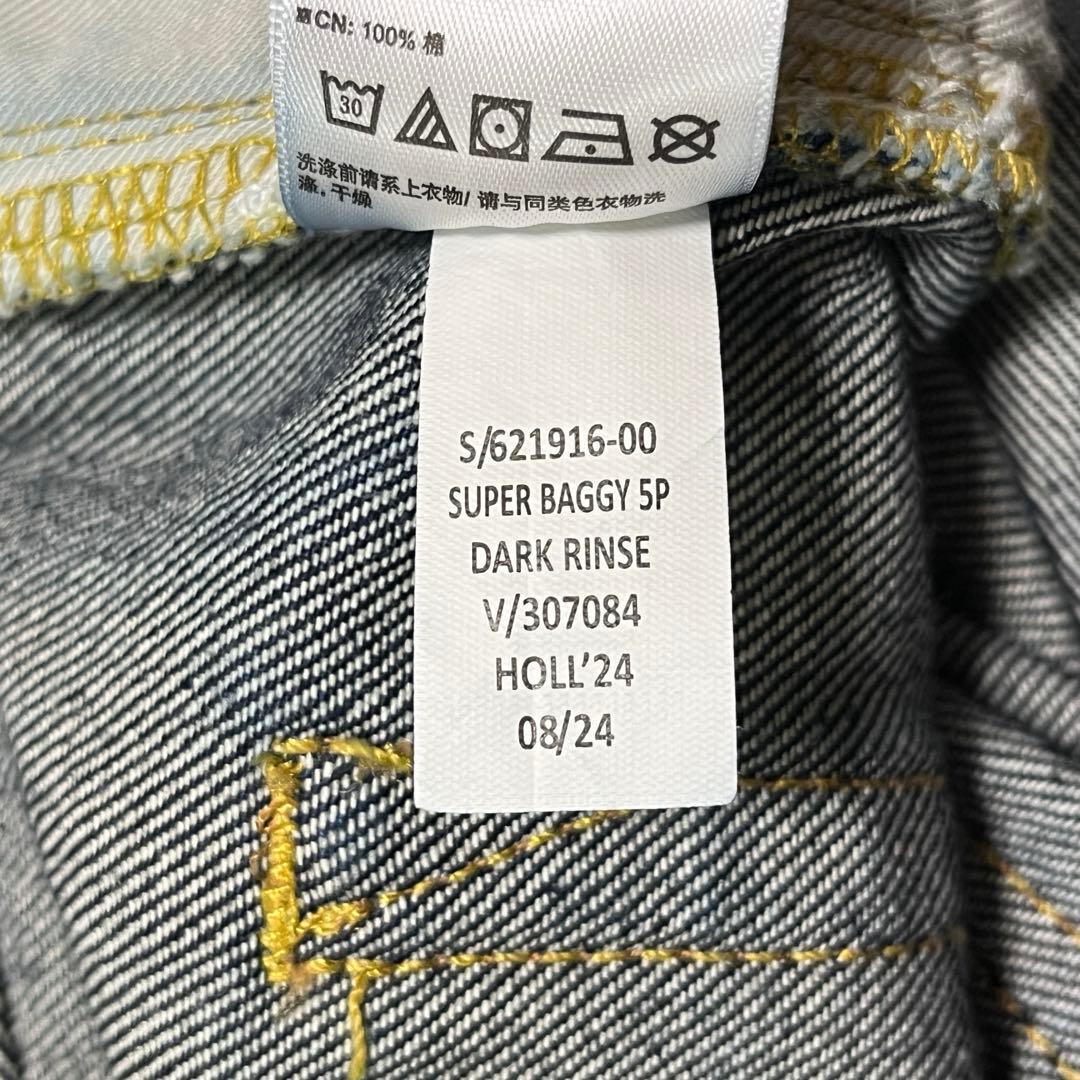 CN: 100% 棉
30
洗涤前请系上衣物/ 请与同类色衣物洗
涤. 干燥
S/621916-00
SUPER BAGGY 5P
DARK RINSE
V/307084
HOLL’24
08/24